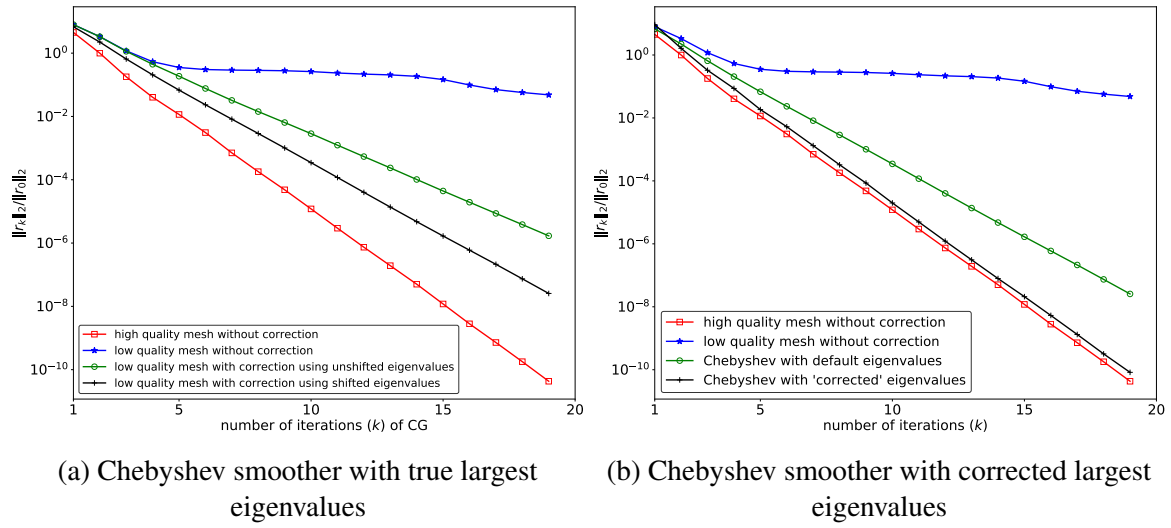 10^0
10^{-2}
10^{-4}
10^{-6}
10^{-8}
10^{-10}
‖r_k‖_2/‖r_0‖_2
high quality mesh without correction
low quality mesh without correction
low quality mesh with correction using unshifted eigenvalues
low quality mesh with correction using shifted eigenvalues
1 5 10 15 20
number of iterations (k) of CG
(a) Chebyshev smoother with true largest
eigenvalues
10^0
10^{-2}
10^{-4}
10^{-6}
10^{-8}
10^{-10}
‖r_k‖_2/‖r_0‖_2
high quality mesh without correction
low quality mesh without correction
Chebyshev with default eigenvalues
Chebyshev with 'corrected' eigenvalues
1 5 10 15 20
number of iterations (k)
(b) Chebyshev smoother with corrected largest
eigenvalues